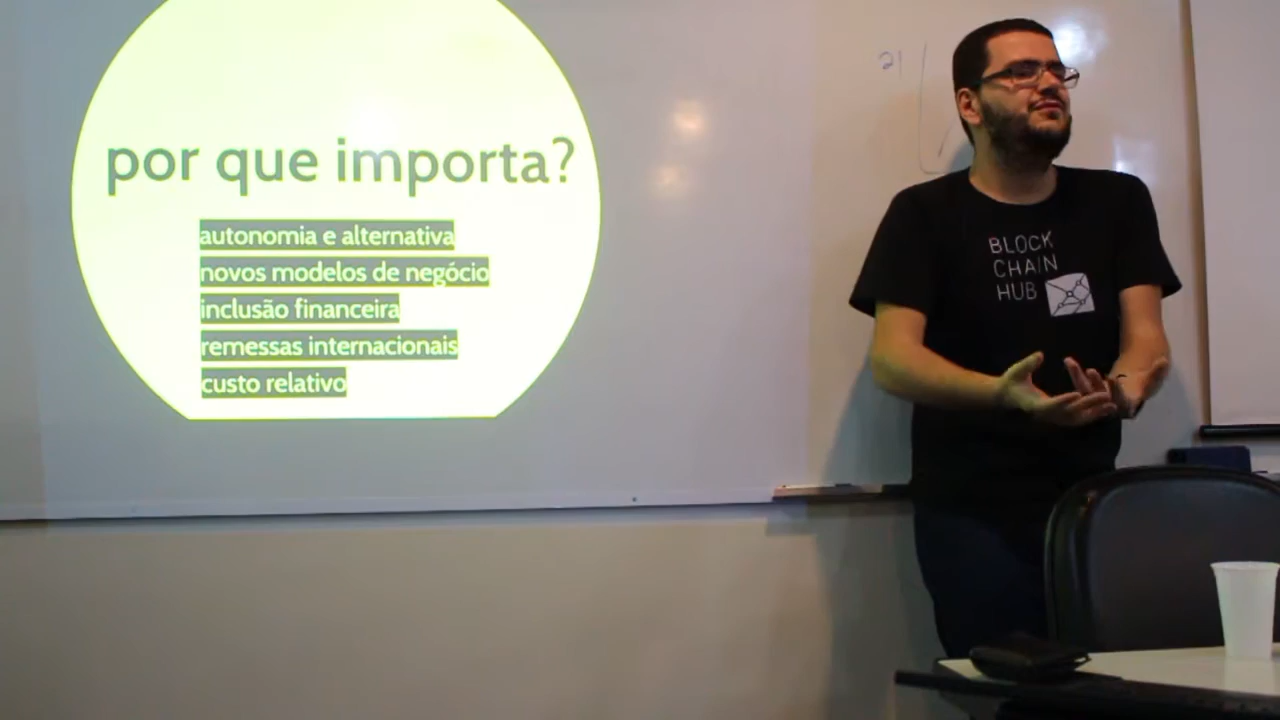 por que importa?
autonomia e alternativa
novos modelos de negócio
inclusão financeira
remessas internacionais
custo relativo
21
BLOCK
CHAIN
HUB